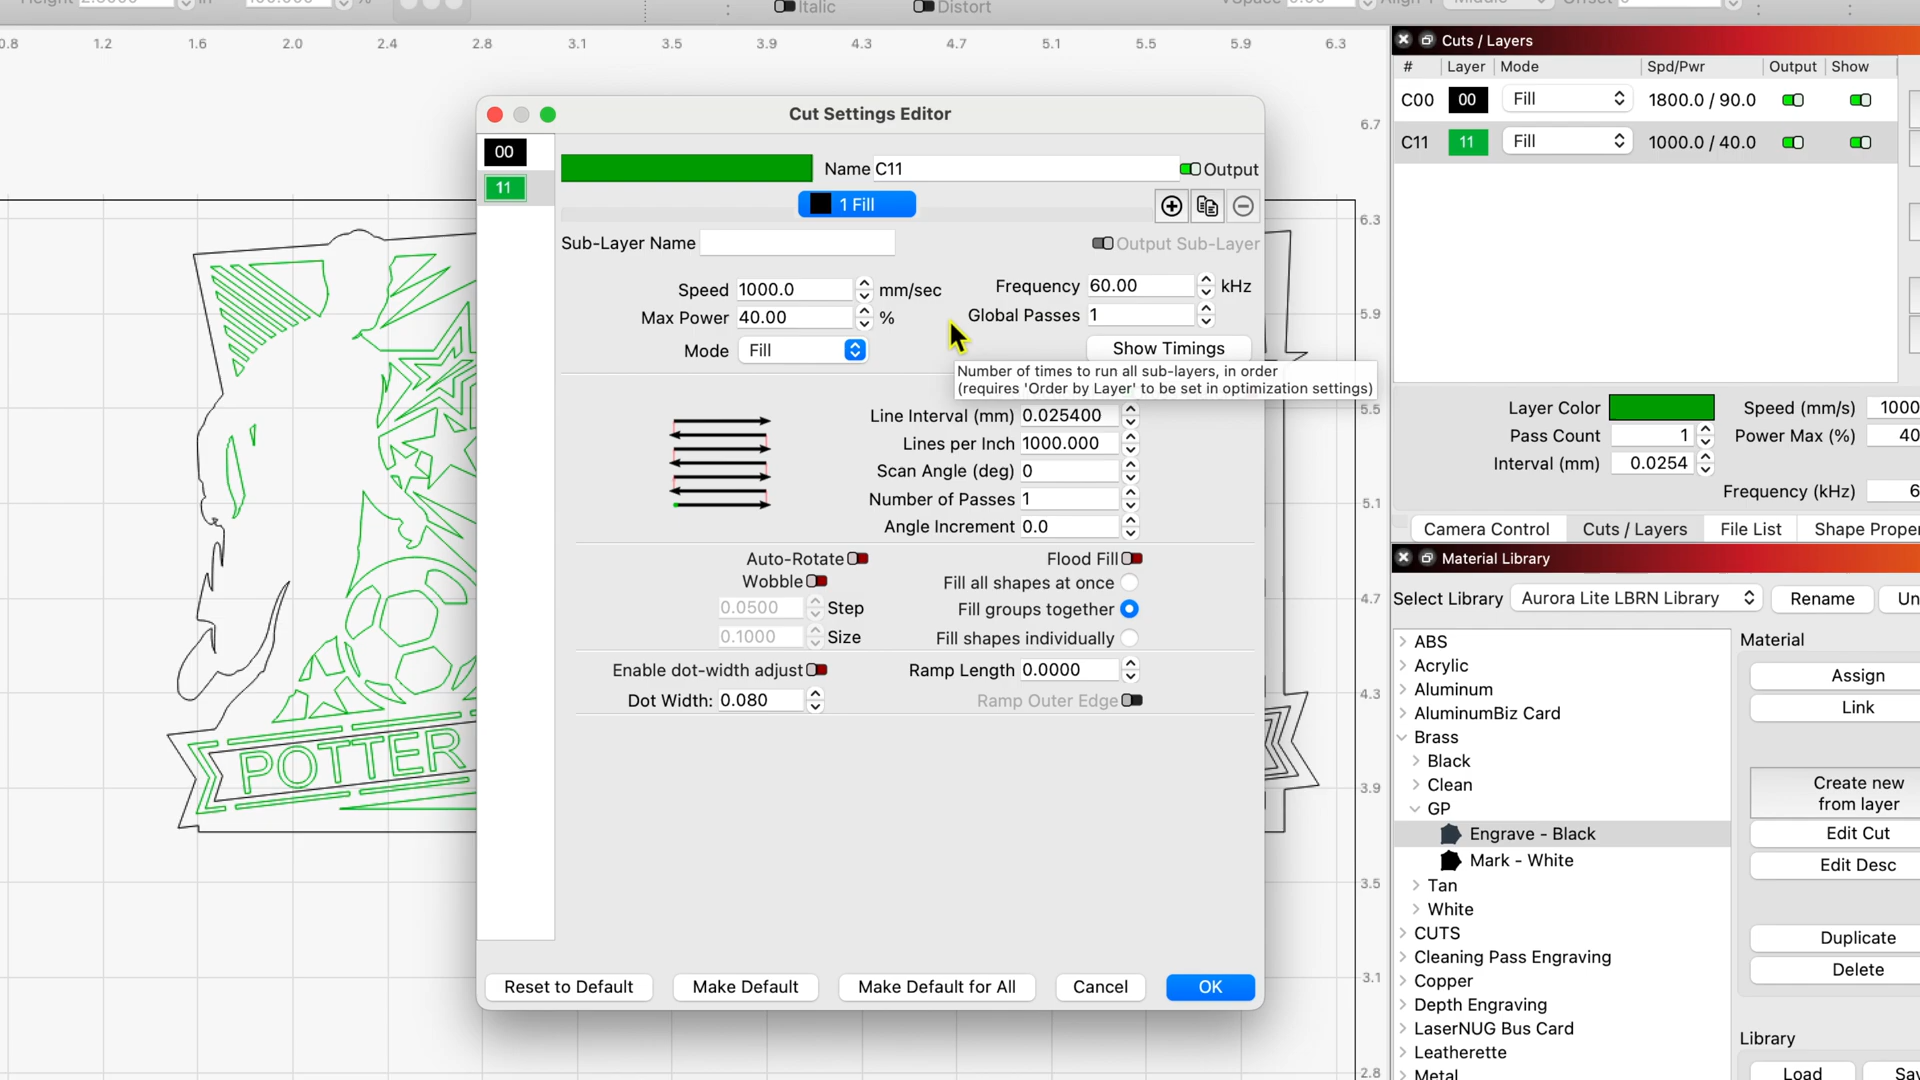 Italic
Distort
0.8 1.2 1.6 2.0 2.4 2.8 3.1 3.5 3.9 4.3 4.7 5.1 5.5 5.9 6.3
6.7
6.3
5.9
5.5
5.1
4.7
4.3
3.9
3.5
3.1
2.8
POTTER
Cut Settings Editor
00
11
Name C11
Output
1 Fill
Sub-Layer Name
Output Sub-Layer
Speed 1000.0 mm/sec
Frequency 60.00 kHz
Max Power 40.00 %
Global Passes 1
Mode Fill
Show Timings
Number of times to run all sub-layers, in order
(requires 'Order by Layer' to be set in optimization settings)
Line Interval (mm) 0.025400
Lines per Inch 1000.000
Scan Angle (deg) 0
Number of Passes 1
Angle Increment 0.0
Auto-Rotate
Flood Fill
Wobble
Fill all shapes at once
0.0500 Step
Fill groups together
0.1000 Size
Fill shapes individually
Enable dot-width adjust
Ramp Length 0.0000
Dot Width: 0.080
Ramp Outer Edge
Reset to Default
Make Default
Make Default for All
Cancel
OK
Cuts / Layers
# Layer Mode Spd/Pwr Output Show
C00 00 Fill 1800.0 / 90.0
C11 11 Fill 1000.0 / 40.0
Layer Color
Speed (mm/s) 1000
Pass Count 1
Power Max (%) 40
Interval (mm) 0.0254
Frequency (kHz) 6
Camera Control
Cuts / Layers
File List
Shape Proper
Material Library
Select Library Aurora Lite LBRN Library
Rename
Un
ABS
Acrylic
Aluminum
AluminumBiz Card
Brass
Black
Clean
GP
Engrave - Black
Mark - White
Tan
White
CUTS
Cleaning Pass Engraving
Copper
Depth Engraving
LaserNUG Bus Card
Leatherette
Metal
Material
Assign
Link
Create new
from layer
Edit Cut
Edit Desc
Duplicate
Delete
Library
Load
Sav